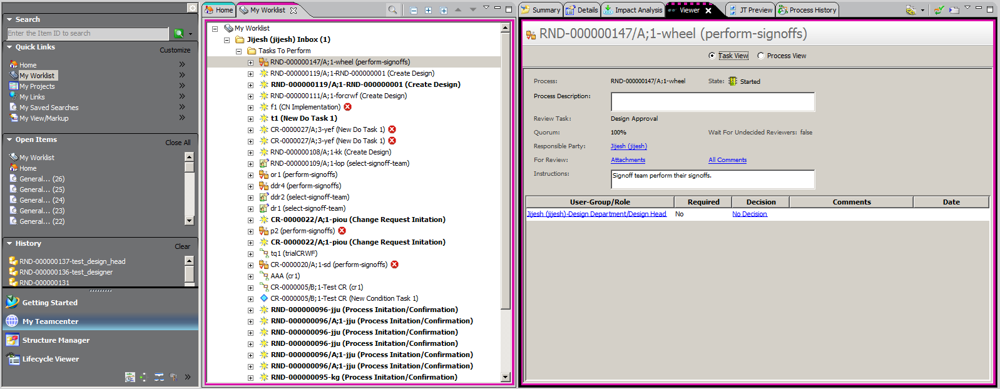 Search
Enter the Item ID to search
Quick Links
Customize
Home
My Worklist
My Projects
My Links
My Saved Searches
My View/Markup
Open Items
Close All
My Worklist
Home
General... (26)
General... (25)
General... (24)
General... (23)
General... (22)
History
Clear
RND-000000137-test_design_head
RND-000000136-test_designer
RND-000000131
Getting Started
My Teamcenter
Structure Manager
Lifecycle Viewer
Home
My Worklist
My Worklist
Jijesh (jijesh) Inbox (1)
Tasks To Perform
RND-000000147/A;1-wheel (perform-signoffs)
RND-000000119/A;1-RND-000000001 (Create Design)
RND-000000119/A;1-RND-000000001 (Create Design)
RND-000000111/A;1-forcrwf (Create Design)
f1 (CN Implementation)
t1 (New Do Task 1)
CR-0000027/A;3-yef (New Do Task 1)
CR-0000027/A;3-yef (New Do Task 1)
RND-000000108/A;1-kk (Create Design)
RND-000000109/A;1-lop (select-signoff-team)
or1 (perform-signoffs)
ddr4 (perform-signoffs)
ddr2 (select-signoff-team)
dr1 (select-signoff-team)
CR-0000022/A;1-piou (Change Request Initation)
p2 (perform-signoffs)
CR-0000022/A;1-piou (Change Request Initation)
tq1 (trialCRWF)
CR-0000020/A;1-sd (perform-signoffs)
AAA (cr1)
CR-0000005/B;1-Test CR (cr1)
CR-0000005/B;1-Test CR (New Condition Task 1)
RND-000000096-jju (Process Initation/Confirmation)
RND-000000096/A;1-jju (Process Initation/Confirmation)
RND-000000096-jju (Process Initation/Confirmation)
RND-000000096-jju (Process Initation/Confirmation)
RND-000000096/A;1-jju (Process Initation/Confirmation)
RND-000000096/A;1-jju (Process Initation/Confirmation)
RND-000000095-kg (Process Initation/Confirmation)
Summary
Details
Impact Analysis
Viewer
JT Preview
Process History
RND-000000147/A;1-wheel (perform-signoffs)
Task View
Process View
Process: RND-000000147/A;1-wheel State: Started
Process Description:
Review Task: Design Approval
Quorum: 100% Wait For Undecided Reviewers: false
Responsible Party: Jijesh (jijesh)
For Review: Attachments All Comments
Instructions: Signoff team perform their signoffs.
User-Group/Role Required Decision Comments Date
Jijesh (jijesh)-Design Department/Design Head No No Decision